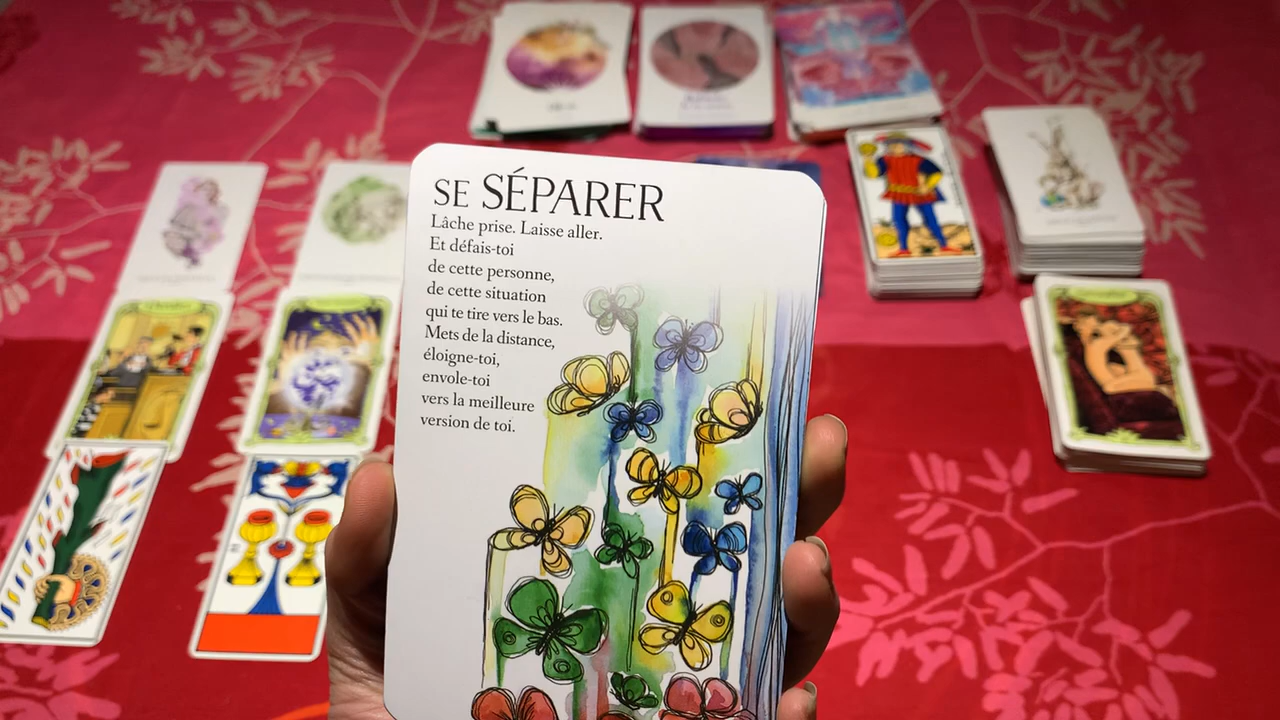 SE SÉPARER
Lâche prise. Laisse aller.
Et défais-toi
de cette personne,
de cette situation
qui te tire vers le bas.
Mets de la distance,
éloigne-toi,
envole-toi
vers la meilleure
version de toi.